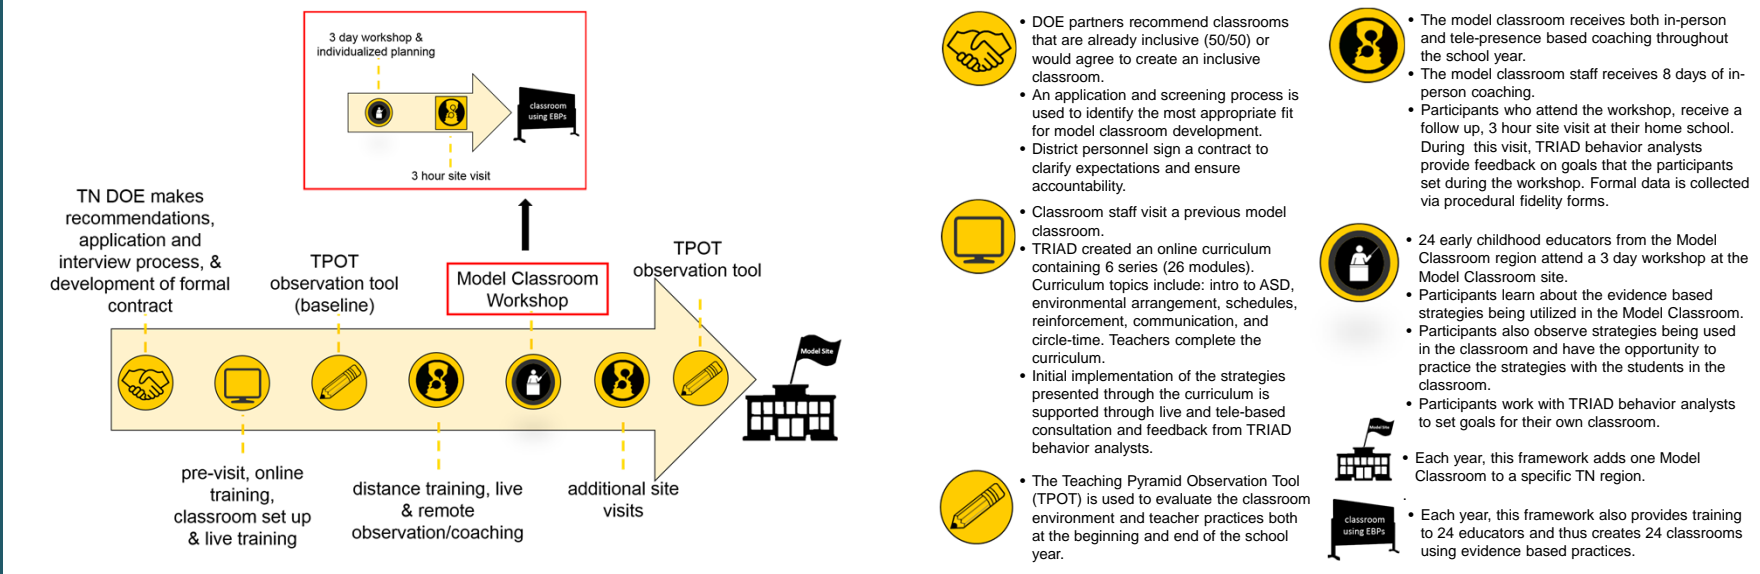 3 day workshop &
individualized planning
classroom
using EBPs
3 hour site visit
TN DOE makes
recommendations,
application and
interview process, &
development of formal
contract
TPOT
observation tool
(baseline)
Model Classroom
Workshop
TPOT
observation tool
Model Site
pre-visit, online
training,
classroom set up
& live training
distance training, live
& remote
observation/coaching
additional site
visits
• DOE partners recommend classrooms
that are already inclusive (50/50) or
would agree to create an inclusive
classroom.
• An application and screening process is
used to identify the most appropriate fit
for model classroom development.
• District personnel sign a contract to
clarify expectations and ensure
accountability.
• Classroom staff visit a previous model
classroom.
• TRIAD created an online curriculum
containing 6 series (26 modules).
Curriculum topics include: intro to ASD,
environmental arrangement, schedules,
reinforcement, communication, and
circle-time. Teachers complete the
curriculum.
• Initial implementation of the strategies
presented through the curriculum is
supported through live and tele-based
consultation and feedback from TRIAD
behavior analysts.
• The Teaching Pyramid Observation Tool
(TPOT) is used to evaluate the classroom
environment and teacher practices both
at the beginning and end of the school
year.
• The model classroom receives both in-person
and tele-presence based coaching throughout
the school year.
• The model classroom staff receives 8 days of in-
person coaching.
• Participants who attend the workshop, receive a
follow up, 3 hour site visit at their home school.
During this visit, TRIAD behavior analysts
provide feedback on goals that the participants
set during the workshop. Formal data is collected
via procedural fidelity forms.
• 24 early childhood educators from the Model
Classroom region attend a 3 day workshop at the
Model Classroom site.
• Participants learn about the evidence based
strategies being utilized in the Model Classroom.
• Participants also observe strategies being used
in the classroom and have the opportunity to
practice the strategies with the students in the
classroom.
• Participants work with TRIAD behavior analysts
to set goals for their own classroom.
Model Site
• Each year, this framework adds one Model
Classroom to a specific TN region.
.
classroom
using EBPs
• Each year, this framework also provides training
to 24 educators and thus creates 24 classrooms
using evidence based practices.